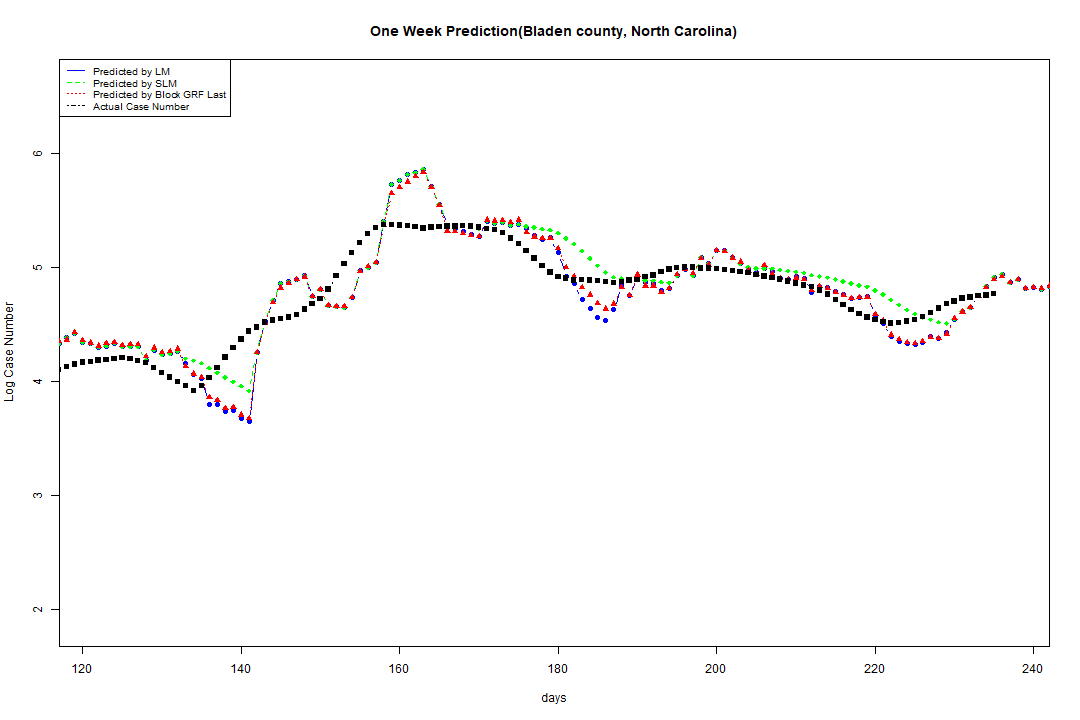 One Week Prediction(Bladen county, North Carolina)
Predicted by LM
Predicted by SLM
Predicted by Block GRF Last
Actual Case Number
6
5
4
3
2
Log Case Number
120 140 160 180 200 220 240
days